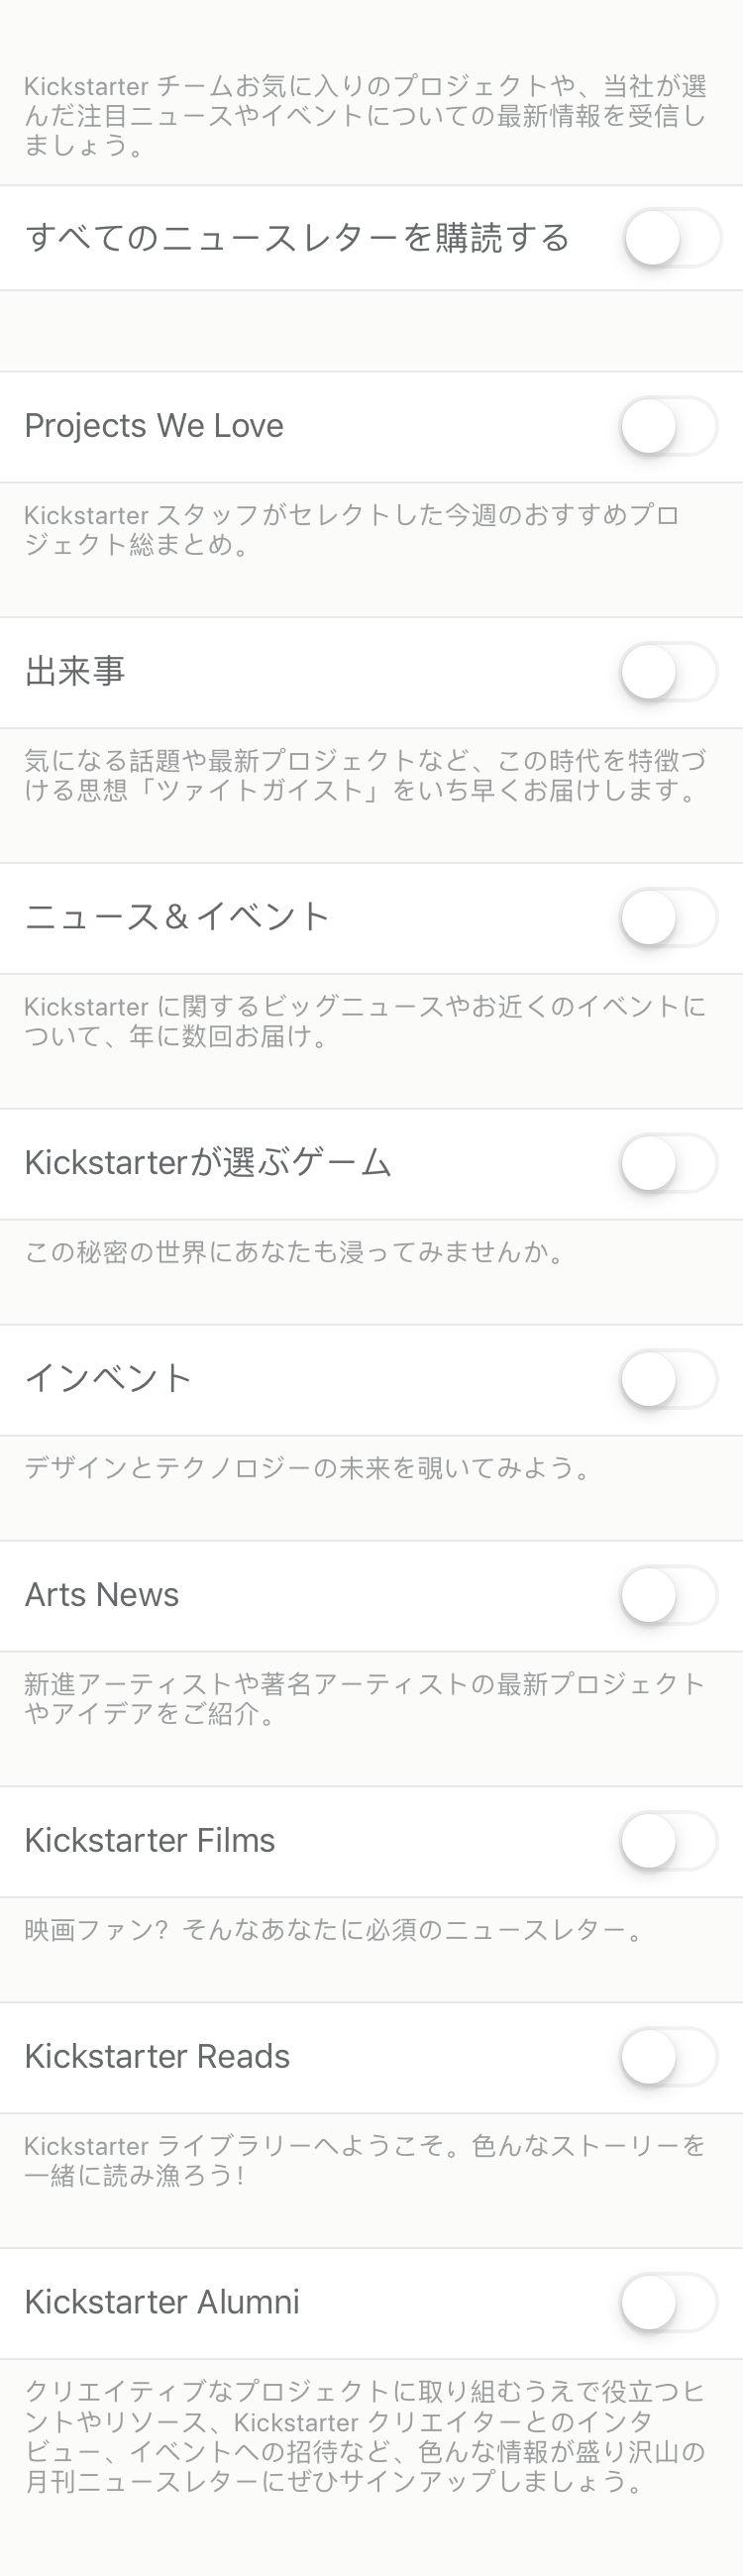 Kickstarter チームお気に入りのプロジェクトや、当社が選
んだ注目ニュースやイベントについての最新情報を受信し
ましょう。
すべてのニュースレターを購読する
Projects We Love
Kickstarter スタッフがセレクトした今週のおすすめプロ
ジェクト総まとめ。
出来事
気になる話題や最新プロジェクトなど、この時代を特徴づ
ける思想「ツァイトガイスト」をいち早くお届けします。
ニュース＆イベント
Kickstarter に関するビッグニュースやお近くのイベントに
ついて、年に数回お届け。
Kickstarterが選ぶゲーム
この秘密の世界にあなたも浸ってみませんか。
インベント
デザインとテクノロジーの未来を覗いてみよう。
Arts News
新進アーティストや著名アーティストの最新プロジェクト
やアイデアをご紹介。
Kickstarter Films
映画ファン? そんなあなたに必須のニュースレター。
Kickstarter Reads
Kickstarter ライブラリーへようこそ。色んなストーリーを
一緒に読み漁ろう!
Kickstarter Alumni
クリエイティブなプロジェクトに取り組むうえで役立つヒ
ントやリソース、Kickstarter クリエイターとのインタ
ビュー、イベントへの招待など、色んな情報が盛り沢山の
月刊ニュースレターにぜひサインアップしましょう。